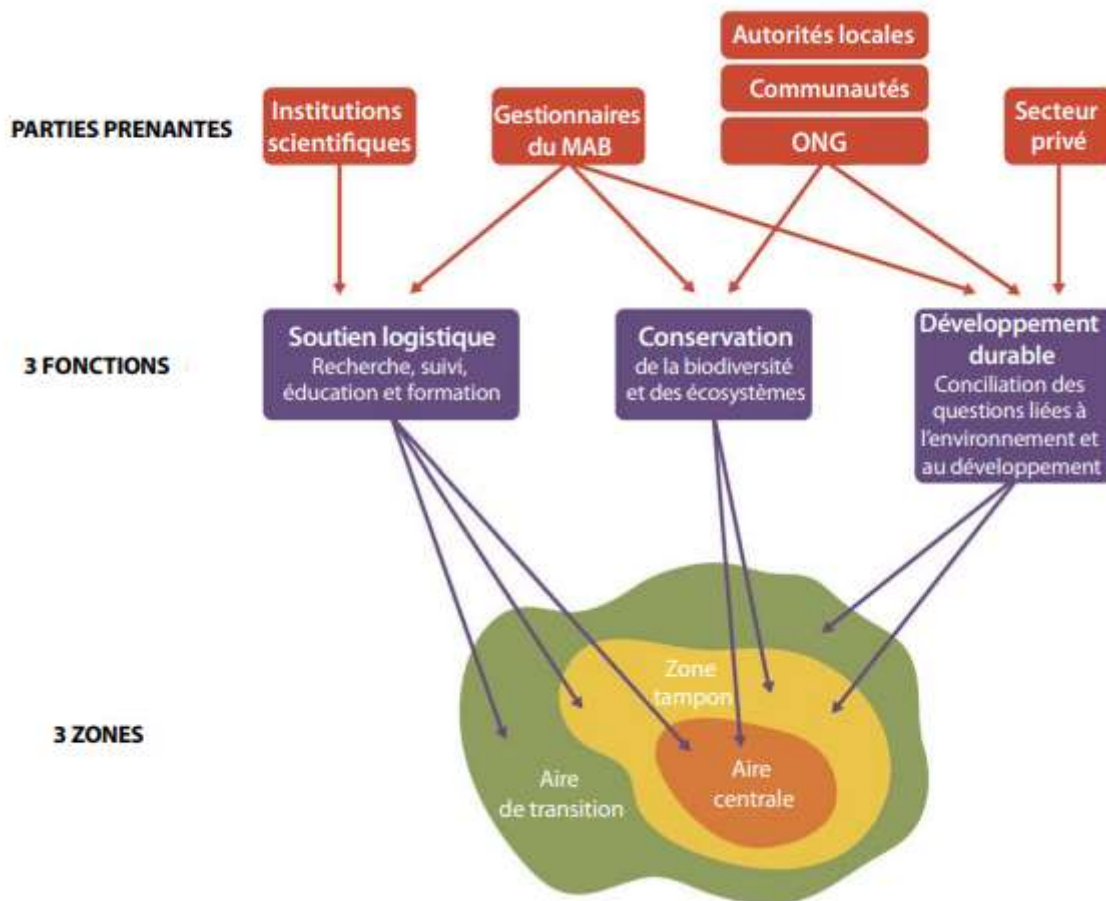 Autorités locales
Communautés
ONG
PARTIES PRENANTES
Institutions
scientifiques
Gestionnaires
du MAB
Secteur
privé
3 FONCTIONS
Soutien logistique
Recherche, suivi,
éducation et formation
Conservation
de la biodiversité
et des écosystèmes
Développement
durable
Conciliation des
questions liées à
l'environnement et
au développement
3 ZONES
Zone
tampon
Aire
centrale
Aire
de transition